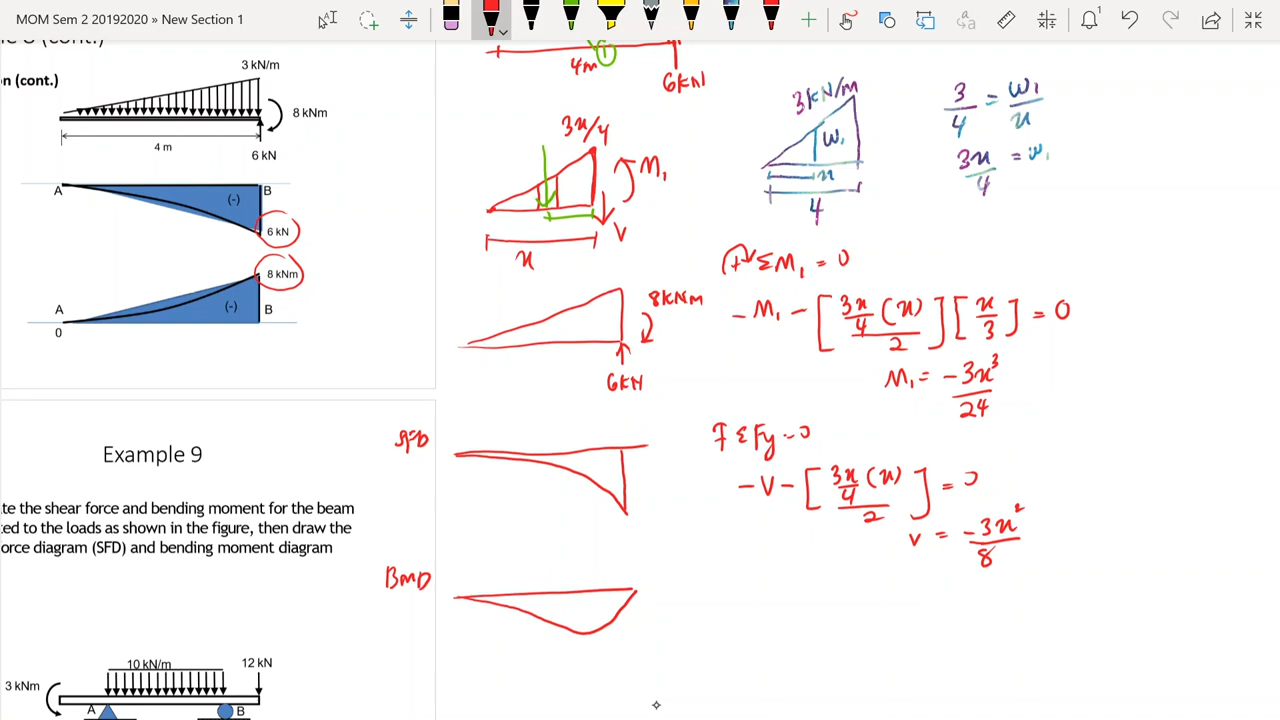 MOM Sem 2 20192020 » New Section 1
(cont.)
n (cont.)
3 kN/m
8 kNm
4 m
6 kN
A
B
(-)
6 kN
8 kNm
A
(-)
B
0
Example 9
te the shear force and bending moment for the beam
ted to the loads as shown in the figure, then draw the
orce diagram (SFD) and bending moment diagram
10 kN/m
12 kN
3 kNm
A
B
4m
1
6KN
3x/4
M₁
V
x
8KNM
6KN
SFD
BMD
3KN/m
W₁
x
4
3/4 = W₁/x
3x/4 = W₁
+ ΣM₁ = 0
-M₁ - [3x/4 (x)/2] [x/3] = 0
M₁ = -3x³/24
+ ΣFy = 0
-V - [3x/4 (x)/2] = 0
V = -3x²/8